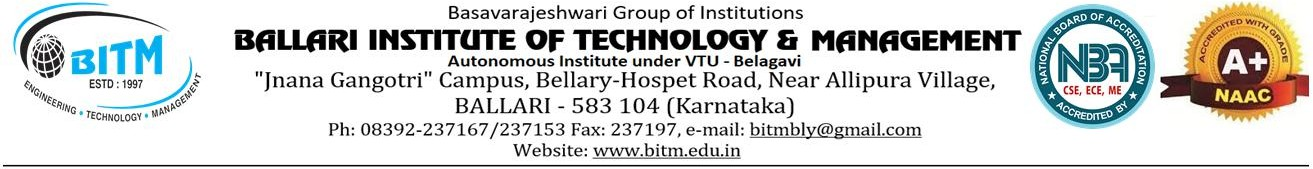 BITM
ESTD : 1997
ENGINEERING • TECHNOLOGY • MANAGEMENT
Basavarajeshwari Group of Institutions
BALLARI INSTITUTE OF TECHNOLOGY & MANAGEMENT
Autonomous Institute under VTU - Belagavi
"Jnana Gangotri" Campus, Bellary-Hospet Road, Near Allipura Village,
BALLARI - 583 104 (Karnataka)
Ph: 08392-237167/237153 Fax: 237197, e-mail: bitmbly@gmail.com
Website: www.bitm.edu.in
NATIONAL BOARD OF ACCREDITATION
NBA
CSE, ECE, ME
ACCREDITED BY
ACCREDITED WITH GRADE
A+
NAAC